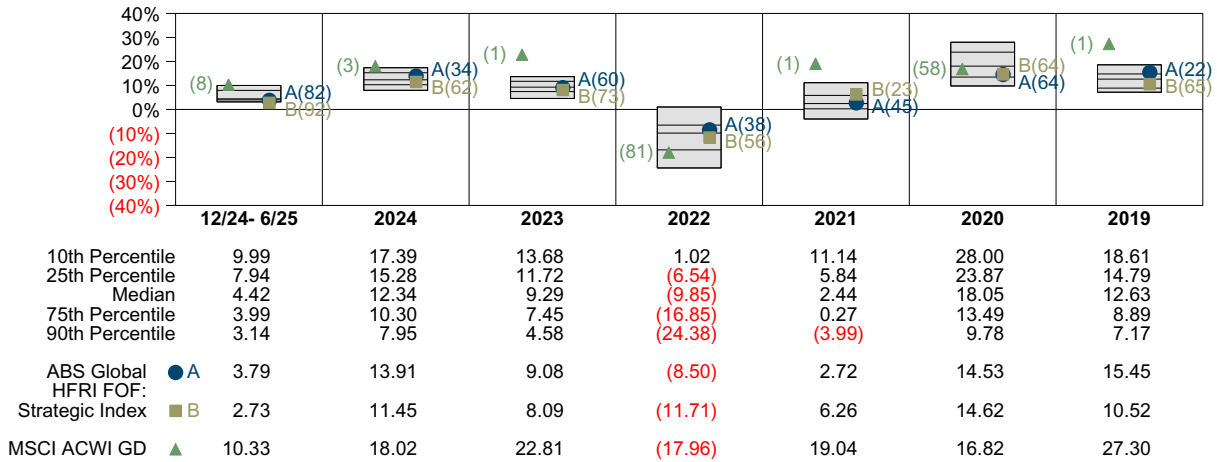 40%
30%
20%
10%
0%
(10%)
(20%)
(30%)
(40%)
(8)
A(82)
B(92)
(3)
A(34)
B(62)
(1)
A(60)
B(73)
(81)
A(38)
B(56)
(1)
B(23)
A(45)
(58)
B(64)
A(64)
(1)
A(22)
B(65)
12/24- 6/25 2024 2023 2022 2021 2020 2019
10th Percentile 9.99 17.39 13.68 1.02 11.14 28.00 18.61
25th Percentile 7.94 15.28 11.72 (6.54) 5.84 23.87 14.79
Median 4.42 12.34 9.29 (9.85) 2.44 18.05 12.63
75th Percentile 3.99 10.30 7.45 (16.85) 0.27 13.49 8.89
90th Percentile 3.14 7.95 4.58 (24.38) (3.99) 9.78 7.17
ABS Global A 3.79 13.91 9.08 (8.50) 2.72 14.53 15.45
HFRI FOF:
Strategic Index B 2.73 11.45 8.09 (11.71) 6.26 14.62 10.52
MSCI ACWI GD 10.33 18.02 22.81 (17.96) 19.04 16.82 27.30